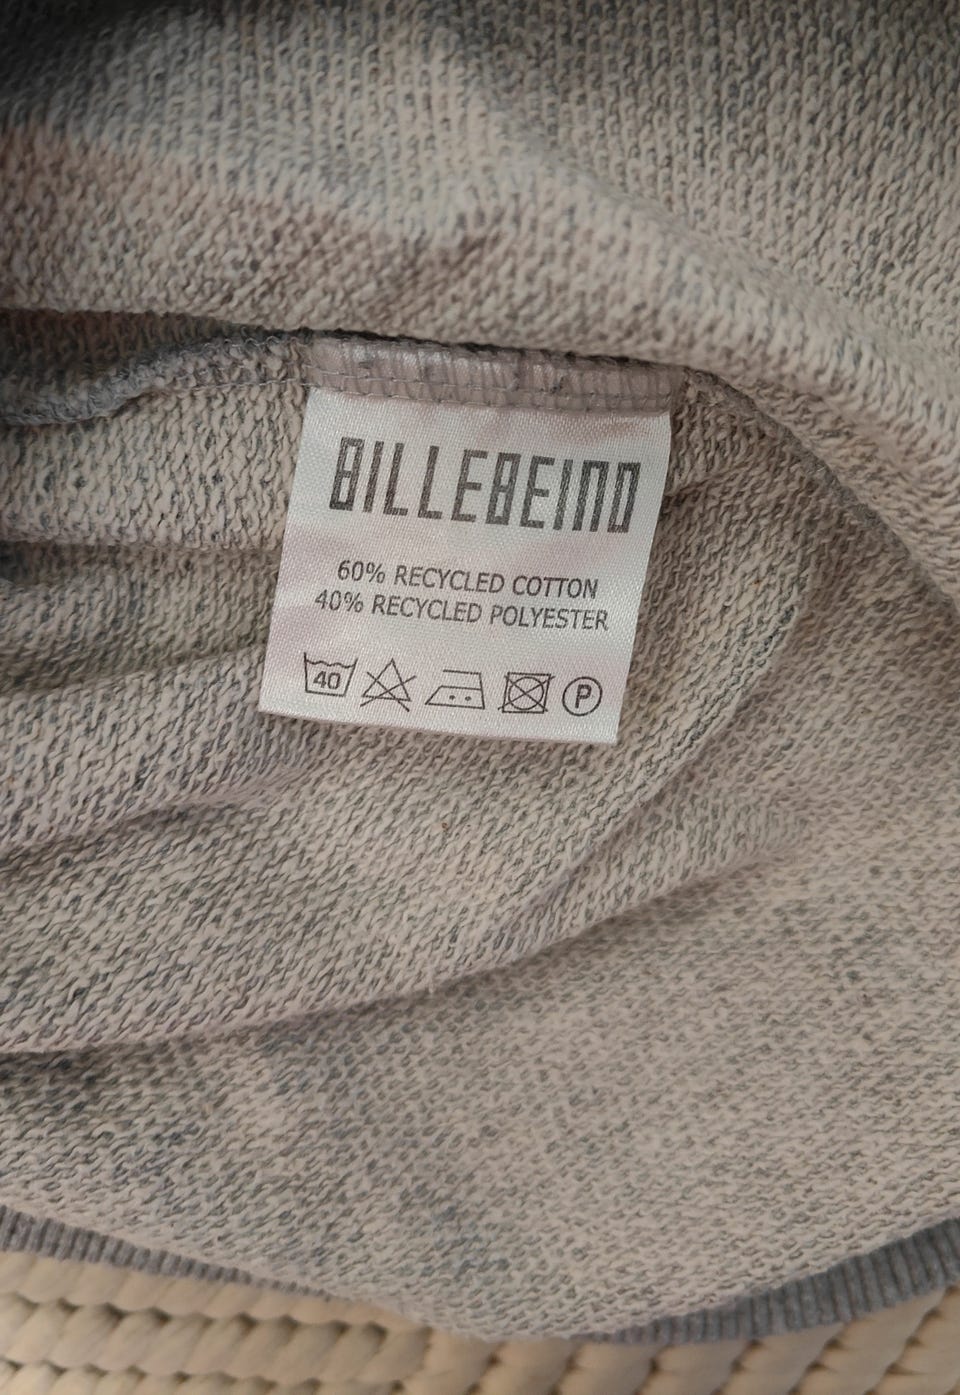 BILLEBEINO
60% RECYCLED COTTON
40% RECYCLED POLYESTER
40 P